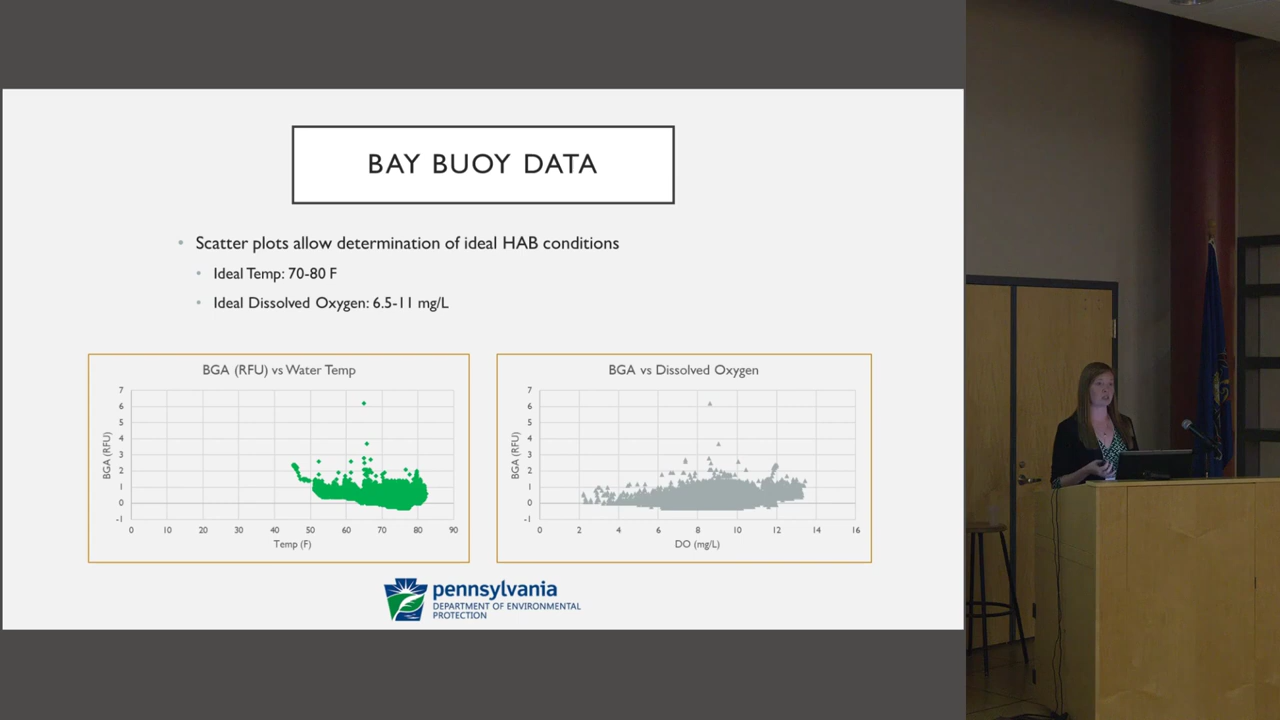 BAY BUOY DATA
• Scatter plots allow determination of ideal HAB conditions
• Ideal Temp: 70-80 F
• Ideal Dissolved Oxygen: 6.5-11 mg/L
BGA (RFU) vs Water Temp
BGA (RFU)
7
6
5
4
3
2
1
0
-1
0 10 20 30 40 50 60 70 80 90
Temp (F)
BGA vs Dissolved Oxygen
BGA (RFU)
7
6
5
4
3
2
1
0
-1
0 2 4 6 8 10 12 14 16
DO (mg/L)
pennsylvania
DEPARTMENT OF ENVIRONMENTAL
PROTECTION